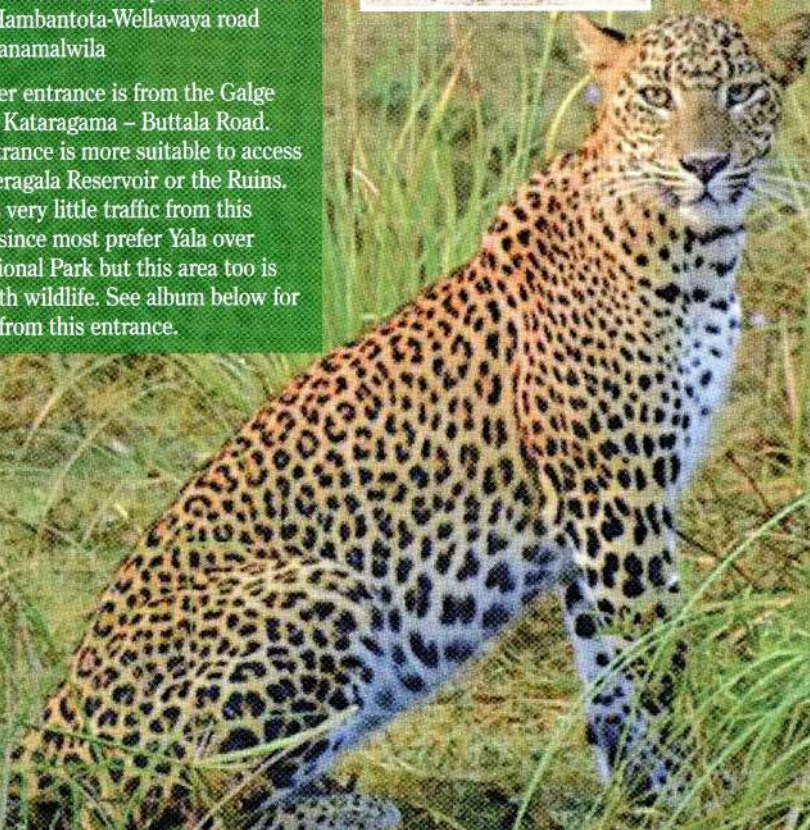 Hambantota-Wellawaya road
anamalwila
er entrance is from the Galge
Kataragama – Buttala Road.
trance is more suitable to access
eragala Reservoir or the Ruins.
very little traffic from this
since most prefer Yala over
ional Park but this area too is
th wildlife. See album below for
from this entrance.